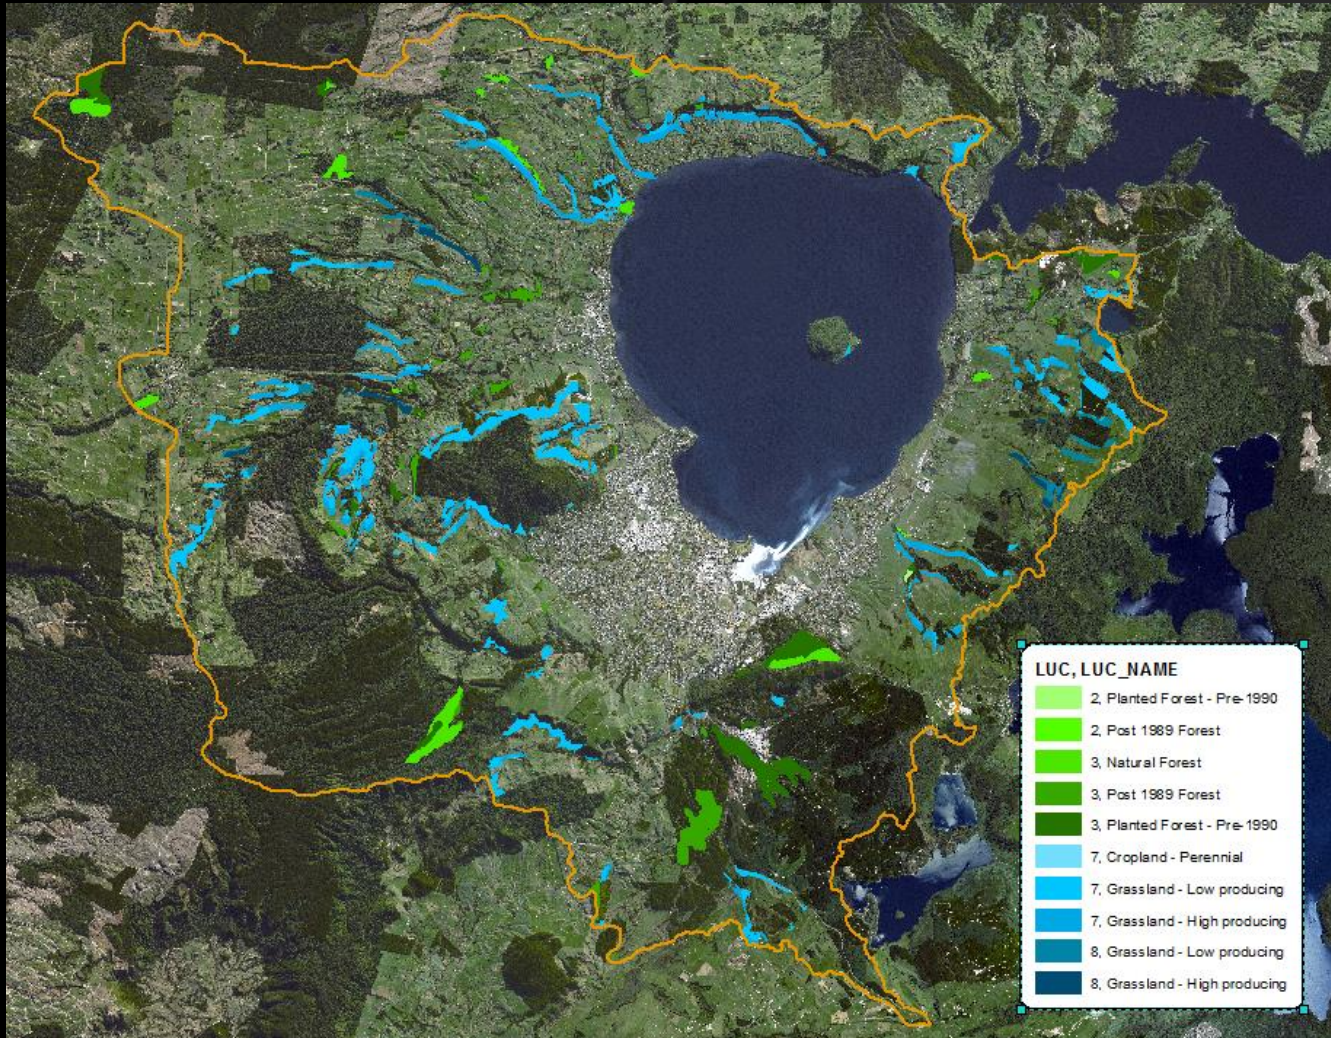 LUC, LUC_NAME
2, Planted Forest - Pre-1990
2, Post 1989 Forest
3, Natural Forest
3, Post 1989 Forest
3, Planted Forest - Pre-1990
7, Cropland - Perennial
7, Grassland - Low producing
7, Grassland - High producing
8, Grassland - Low producing
8, Grassland - High producing